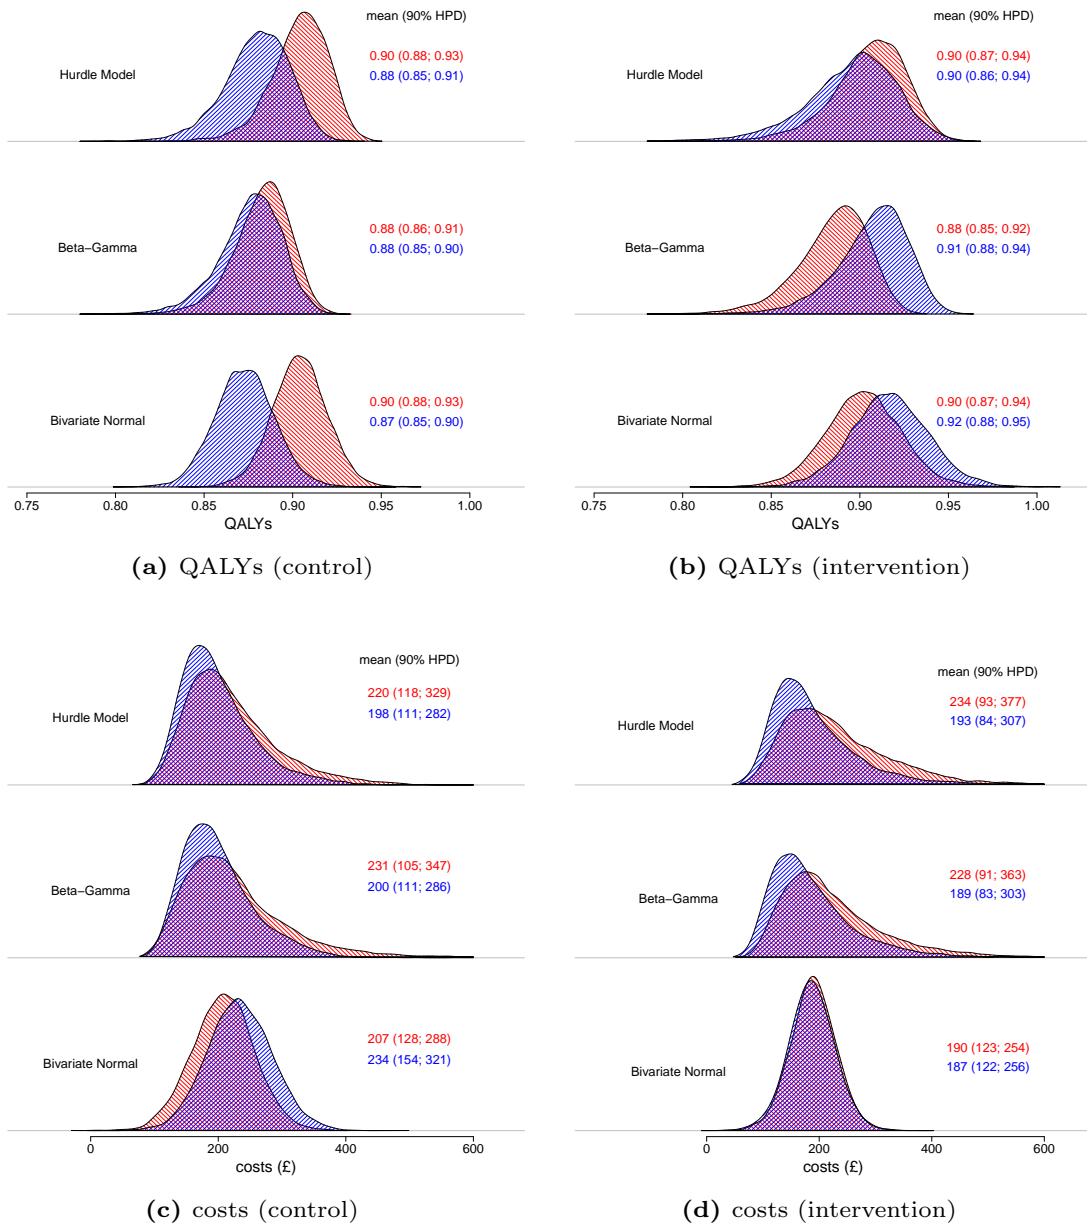 mean (90% HPD)
Hurdle Model
0.90 (0.88; 0.93)
0.88 (0.85; 0.91)
Beta−Gamma
0.88 (0.86; 0.91)
0.88 (0.85; 0.90)
Bivariate Normal
0.90 (0.88; 0.93)
0.87 (0.85; 0.90)
0.75 0.80 0.85 0.90 0.95 1.00
QALYs
(a) QALYs (control)
mean (90% HPD)
Hurdle Model
0.90 (0.87; 0.94)
0.90 (0.86; 0.94)
Beta−Gamma
0.88 (0.85; 0.92)
0.91 (0.88; 0.94)
Bivariate Normal
0.90 (0.87; 0.94)
0.92 (0.88; 0.95)
0.75 0.80 0.85 0.90 0.95 1.00
QALYs
(b) QALYs (intervention)
mean (90% HPD)
Hurdle Model
220 (118; 329)
198 (111; 282)
Beta−Gamma
231 (105; 347)
200 (111; 286)
Bivariate Normal
207 (128; 288)
234 (154; 321)
0 200 400 600
costs (£)
(c) costs (control)
mean (90% HPD)
Hurdle Model
234 (93; 377)
193 (84; 307)
Beta−Gamma
228 (91; 363)
189 (83; 303)
Bivariate Normal
190 (123; 254)
187 (122; 256)
0 200 400 600
costs (£)
(d) costs (intervention)